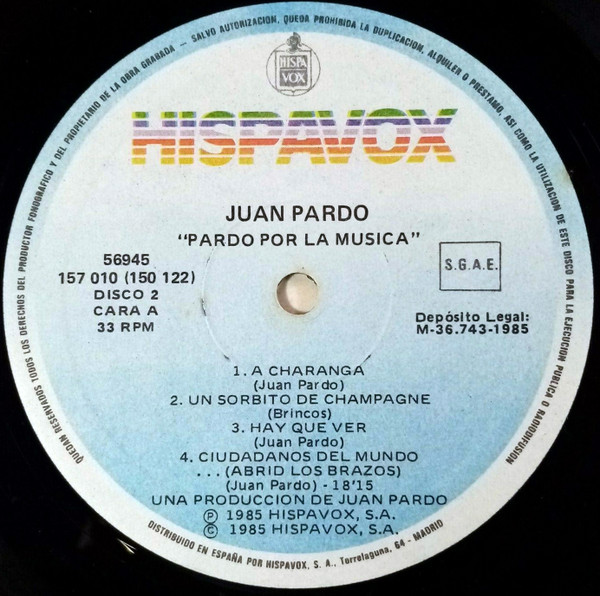 QUEDAN RESERVADOS TODOS LOS DERECHOS DEL PRODUCTOR FONOGRAFICO Y DEL PROPIETARIO DE LA OBRA GRABADA — SALVO AUTORIZACION, QUEDA PROHIBIDA LA DUPLICACION, ALQUILER O PRESTAMO, ASI COMO LA UTILIZACION DE ESTE DISCO PARA LA EJECUCION PUBLICA O RADIODIFUSION
HISPA
VOX
HISPAVOX
JUAN PARDO
"PARDO POR LA MUSICA"
56945
157 010 (150 122)
DISCO 2
CARA A
33 RPM
S.G.A.E.
Depósito Legal:
M-36.743-1985
1. A CHARANGA
(Juan Pardo)
2. UN SORBITO DE CHAMPAGNE
(Brincos)
3. HAY QUE VER
(Juan Pardo)
4. CIUDADANOS DEL MUNDO
...(ABRID LOS BRAZOS)
(Juan Pardo) - 18'15
UNA PRODUCCION DE JUAN PARDO
Ⓟ 1985 HISPAVOX, S.A.
© 1985 HISPAVOX, S.A.
DISTRIBUIDO EN ESPAÑA POR HISPAVOX, S. A., Torrelaguna, 64 - MADRID